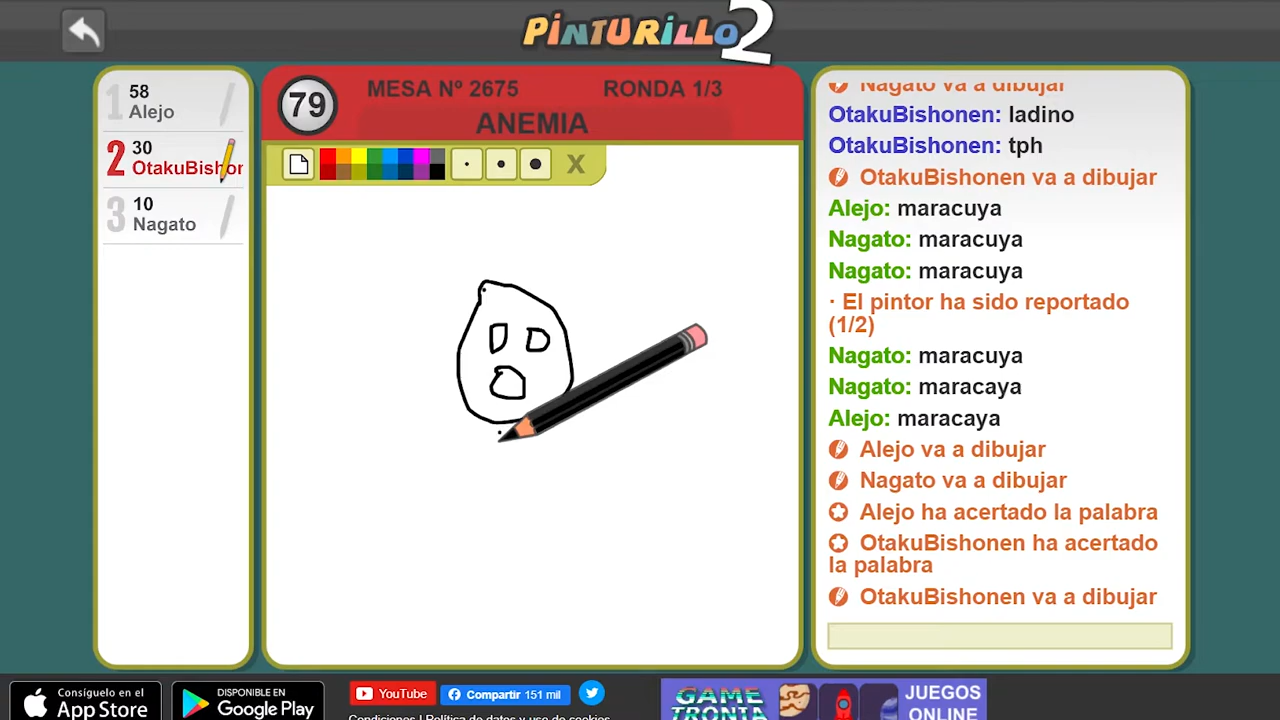 PiNTURiLLO 2
1 58
Alejo
2 30
OtakuBishon
3 10
Nagato
79
MESA Nº 2675
RONDA 1/3
ANEMIA
X
Nagato va a dibujar
OtakuBishonen: ladino
OtakuBishonen: tph
OtakuBishonen va a dibujar
Alejo: maracuya
Nagato: maracuya
Nagato: maracuya
· El pintor ha sido reportado
(1/2)
Nagato: maracuya
Nagato: maracaya
Alejo: maracaya
Alejo va a dibujar
Nagato va a dibujar
Alejo ha acertado la palabra
OtakuBishonen ha acertado
la palabra
OtakuBishonen va a dibujar
Consíguelo en el
App Store
DISPONIBLE EN
Google Play
YouTube
Compartir 151 mil
Condiciones | Política de datos y uso de cookies
GAME
TRONIA
JUEGOS
ONLINE